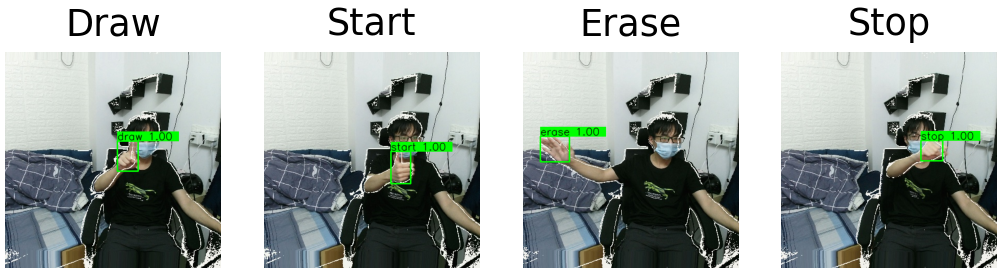 Draw
Start
Erase
Stop
draw 1.00
start 1.00
erase 1.00
stop 1.00